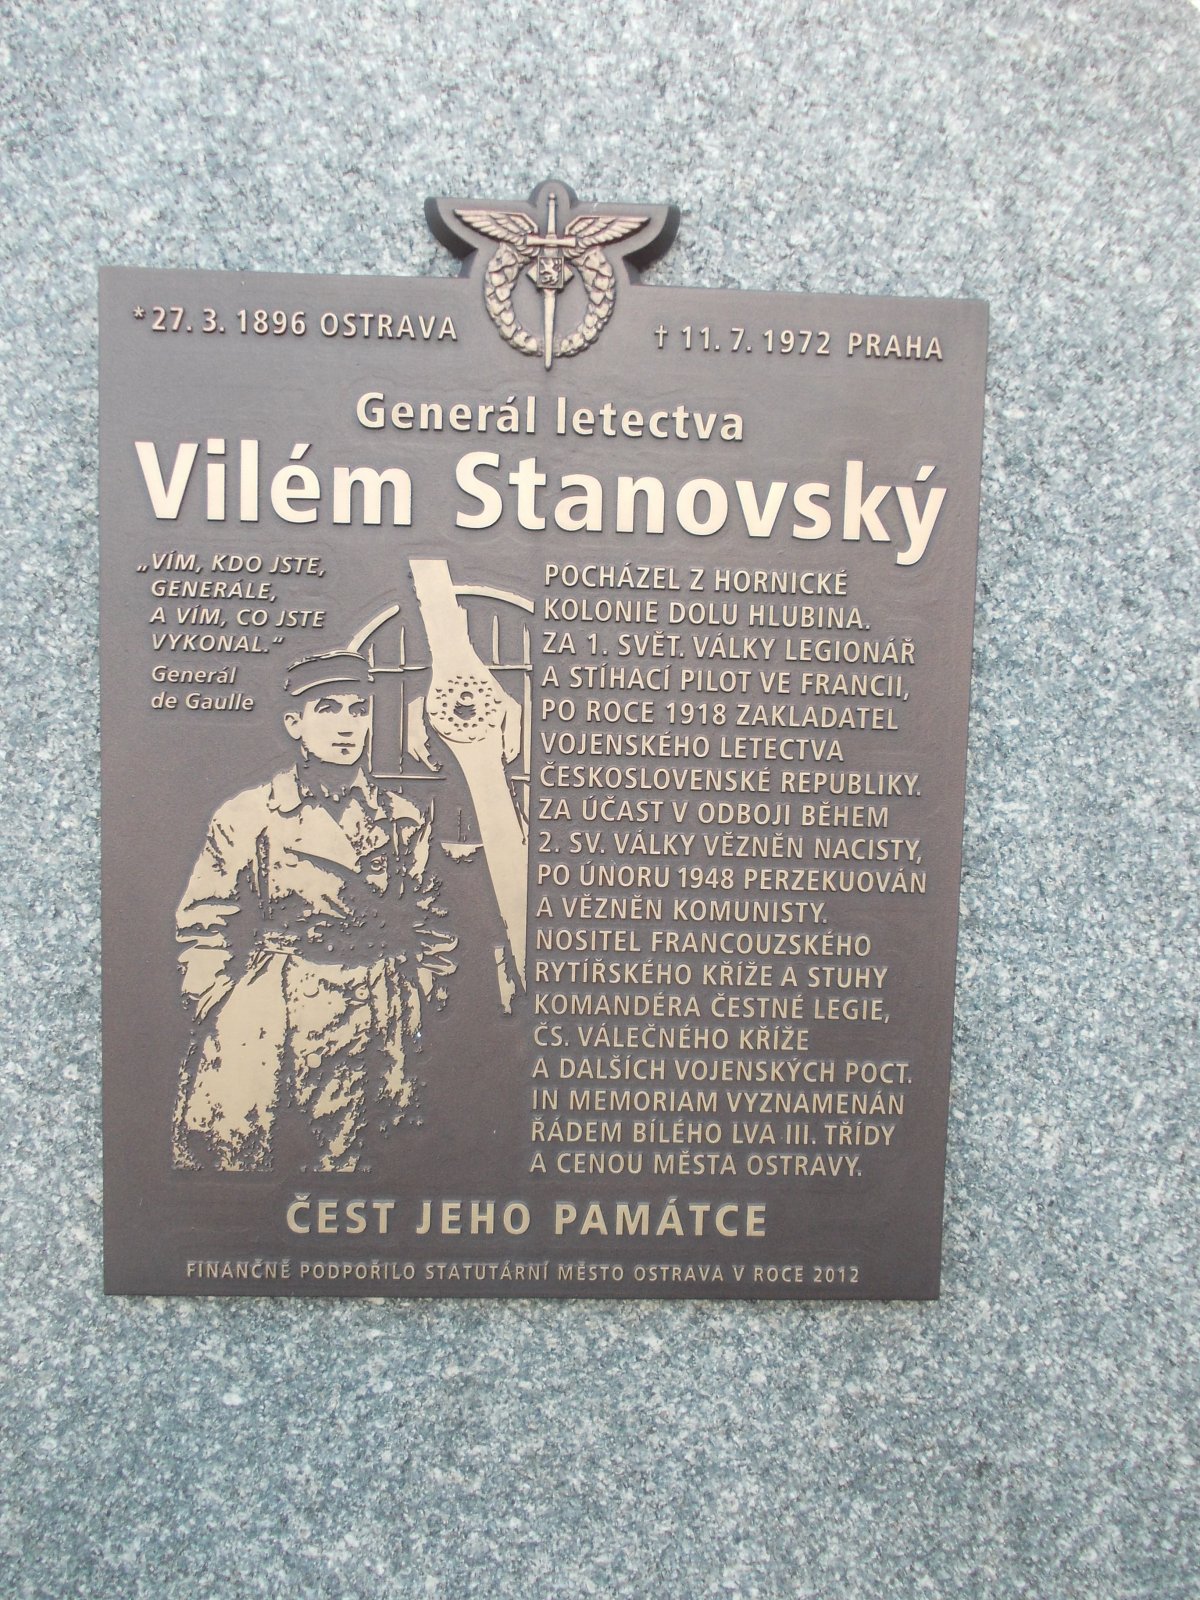 * 27. 3. 1896 OSTRAVA
† 11. 7. 1972 PRAHA
Generál letectva
Vilém Stanovský
„VÍM, KDO JSTE,
GENERÁLE,
A VÍM, CO JSTE
VYKONAL.“
Generál
de Gaulle
POCHÁZEL Z HORNICKÉ
KOLONIE DOLU HLUBINA.
ZA 1. SVĚT. VÁLKY LEGIONÁŘ
A STÍHACÍ PILOT VE FRANCII,
PO ROCE 1918 ZAKLADATEL
VOJENSKÉHO LETECTVA
ČESKOSLOVENSKÉ REPUBLIKY.
ZA ÚČAST V ODBOJI BĚHEM
2. SV. VÁLKY VĚZNĚN NACISTY,
PO ÚNORU 1948 PERZEKUOVÁN
A VĚZNĚN KOMUNISTY.
NOSITEL FRANCOUZSKÉHO
RYTÍŘSKÉHO KŘÍŽE A STUHY
KOMANDÉRA ČESTNÉ LEGIE,
ČS. VÁLEČNÉHO KŘÍŽE
A DALŠÍCH VOJENSKÝCH POCT.
IN MEMORIAM VYZNAMENÁN
ŘÁDEM BÍLÉHO LVA III. TŘÍDY
A CENOU MĚSTA OSTRAVY.
ČEST JEHO PAMÁTCE
FINANČNĚ PODPOŘILO STATUTÁRNÍ MĚSTO OSTRAVA V ROCE 2012